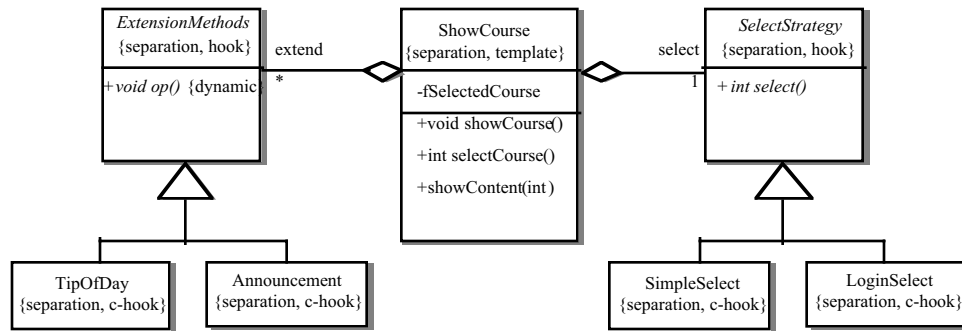 ExtensionMethods
{separation, hook}
+void op() {dynamic}
extend
*
ShowCourse
{separation, template}
-fSelectedCourse
+void showCourse()
+int selectCourse()
+showContent(int)
select
1
SelectStrategy
{separation, hook}
+int select()
TipOfDay
{separation, c-hook}
Announcement
{separation, c-hook}
SimpleSelect
{separation, c-hook}
LoginSelect
{separation, c-hook}